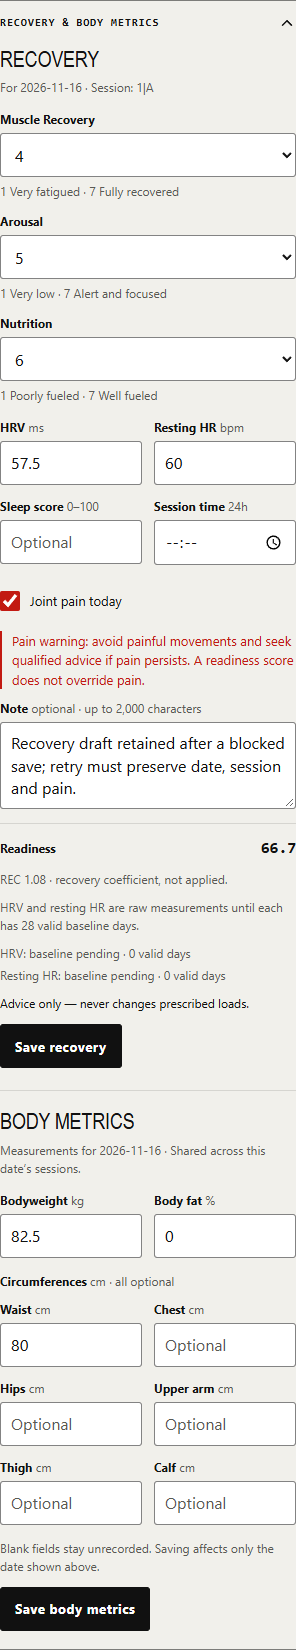 RECOVERY & BODY METRICS
RECOVERY
For 2026-11-16 · Session: 1|A
Muscle Recovery
4
1 Very fatigued · 7 Fully recovered
Arousal
5
1 Very low · 7 Alert and focused
Nutrition
6
1 Poorly fueled · 7 Well fueled
HRV ms Resting HR bpm
57.5 60
Sleep score 0–100 Session time 24h
Optional --:--
Joint pain today
Pain warning: avoid painful movements and seek
qualified advice if pain persists. A readiness score
does not override pain.
Note optional · up to 2,000 characters
Recovery draft retained after a blocked
save; retry must preserve date, session
and pain.
Readiness 66.7
REC 1.08 · recovery coefficient, not applied.
HRV and resting HR are raw measurements until each
has 28 valid baseline days.
HRV: baseline pending · 0 valid days
Resting HR: baseline pending · 0 valid days
Advice only — never changes prescribed loads.
Save recovery
BODY METRICS
Measurements for 2026-11-16 · Shared across this
date's sessions.
Bodyweight kg Body fat %
82.5 0
Circumferences cm · all optional
Waist cm Chest cm
80 Optional
Hips cm Upper arm cm
Optional Optional
Thigh cm Calf cm
Optional Optional
Blank fields stay unrecorded. Saving affects only the
date shown above.
Save body metrics